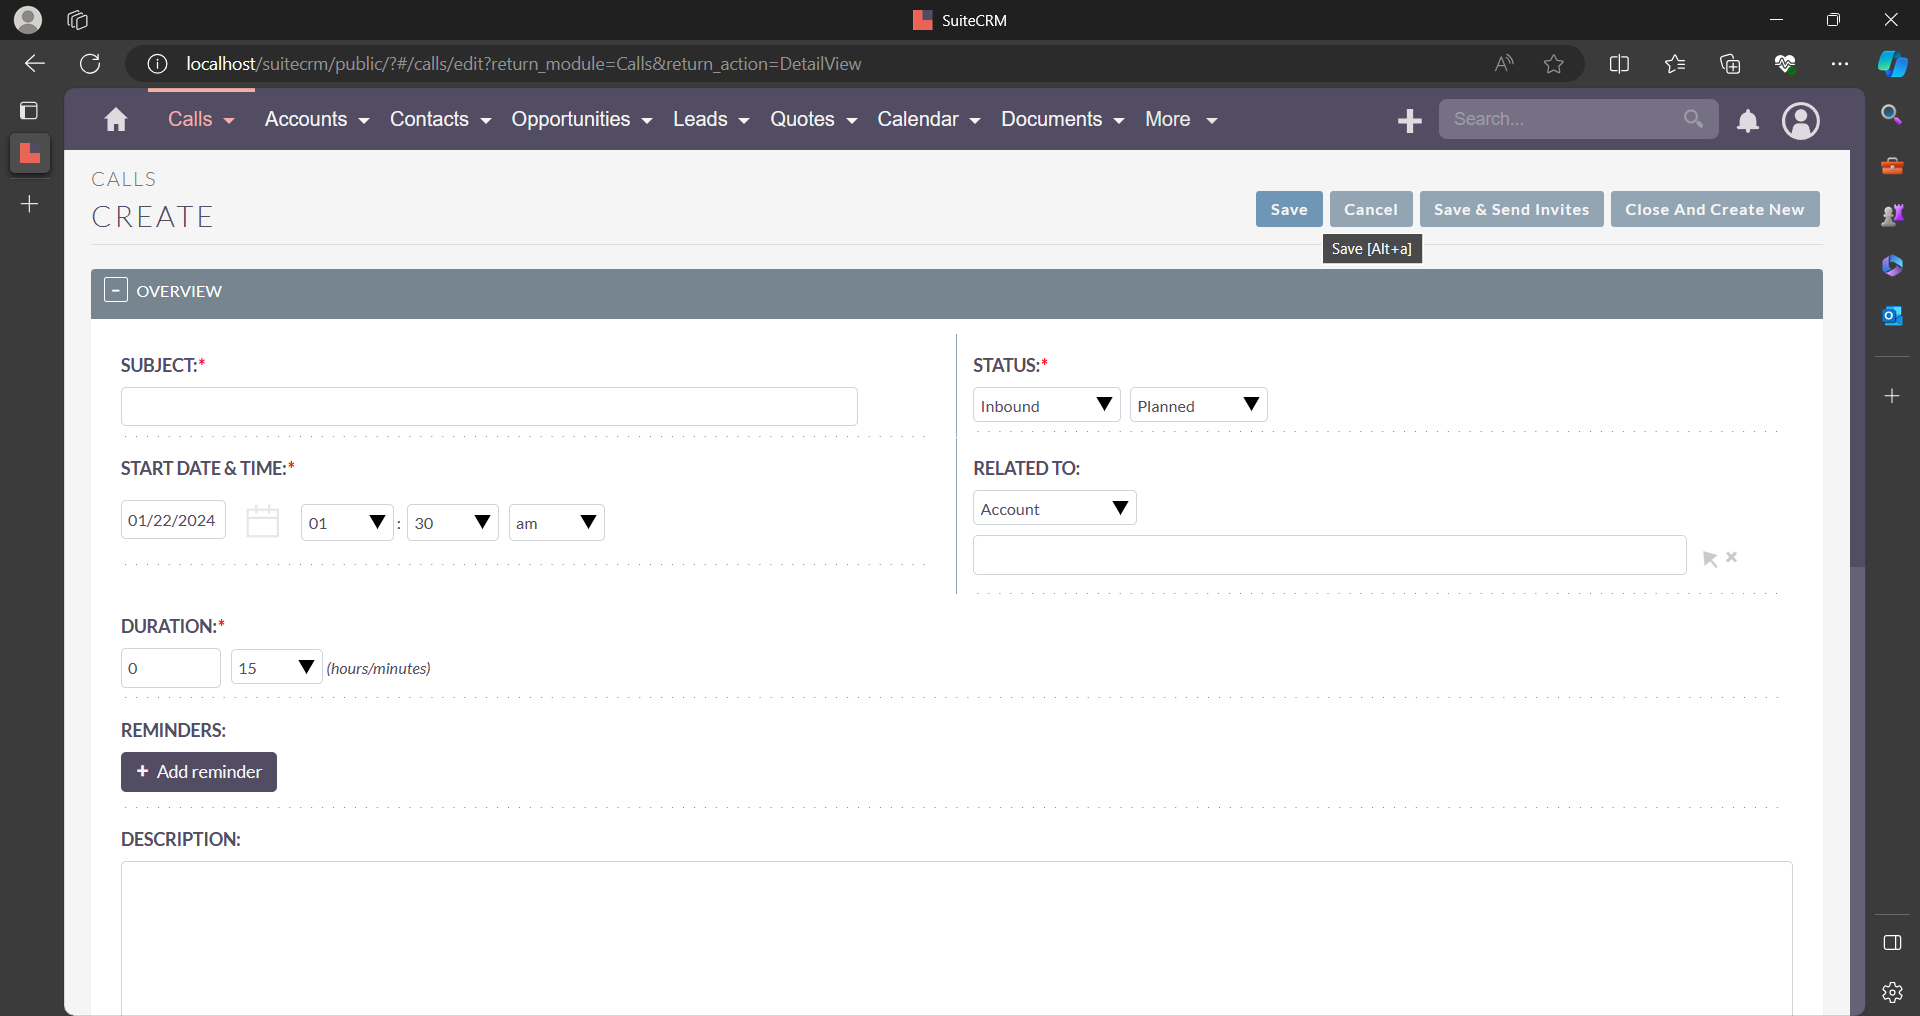 SuiteCRM
localhost/suitecrm/public/?#/calls/edit?return_module=Calls&return_action=DetailView
Calls Accounts Contacts Opportunities Leads Quotes Calendar Documents More Search...
CALLS
CREATE
Save Cancel Save & Send Invites Close And Create New
Save [Alt+a]
OVERVIEW
SUBJECT:* STATUS:*
Inbound Planned
START DATE & TIME:* RELATED TO:
01/22/2024 01 : 30 am Account
DURATION:*
0 15 (hours/minutes)
REMINDERS:
+ Add reminder
DESCRIPTION: